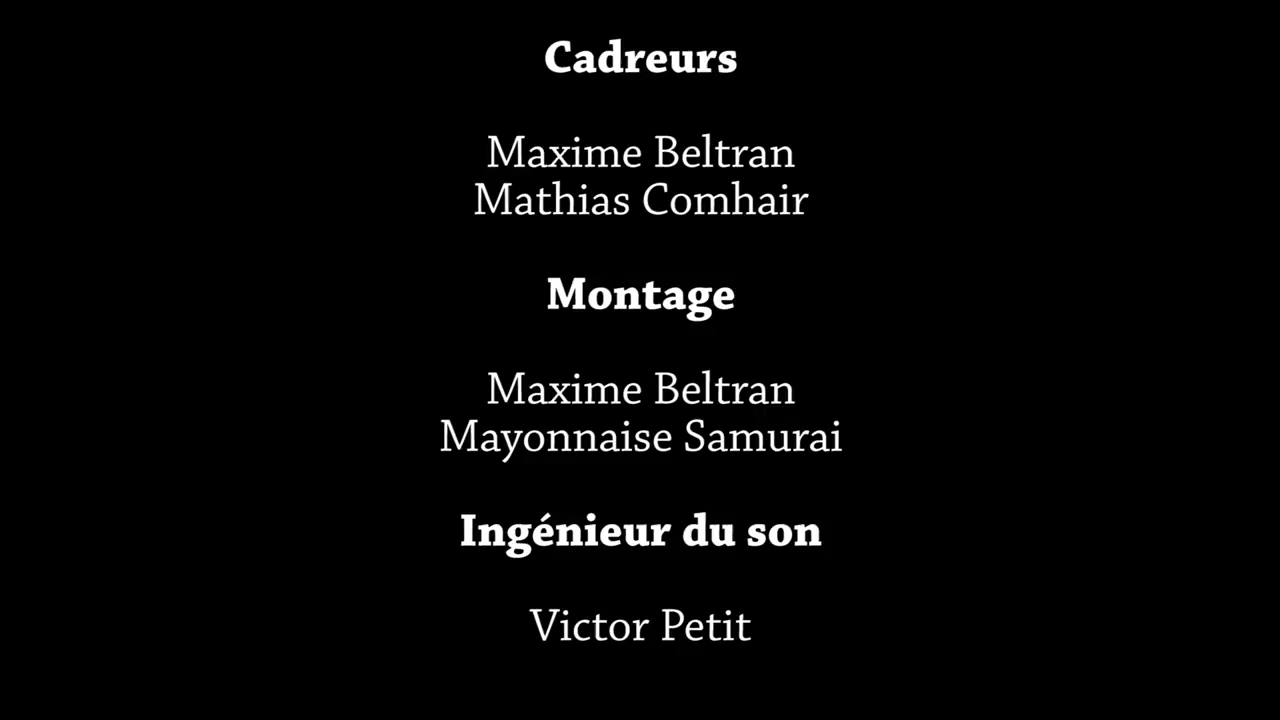 Cadreurs
Maxime Beltran
Mathias Comhair
Montage
Maxime Beltran
Mayonnaise Samurai
Ingénieur du son
Victor Petit